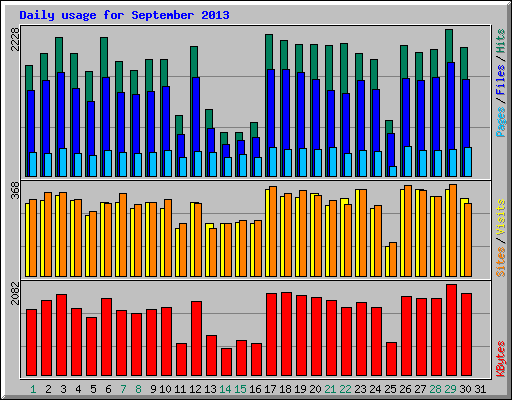 Daily usage for September 2013
2228
Pages / Files / Hits
368
Sites / Visits
2082
KBytes
1 2 3 4 5 6 7 8 9 10 11 12 13 14 15 16 17 18 19 20 21 22 23 24 25 26 27 28 29 30 31